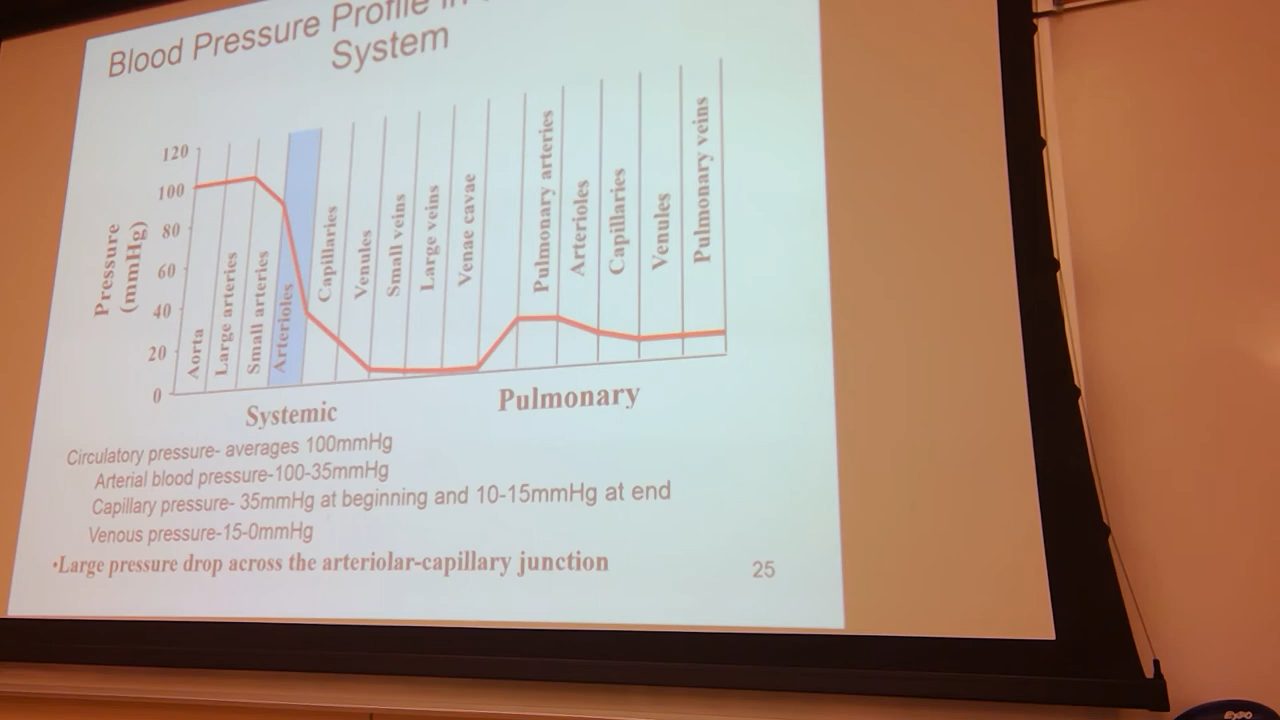 Blood Pressure Profile in
System
120
100
80
60
40
20
0
Pressure
(mmHg)
Aorta
Large arteries
Small arteries
Arterioles
Capillaries
Venules
Small veins
Large veins
Venae cavae
Pulmonary arteries
Arterioles
Capillaries
Venules
Pulmonary veins
Systemic
Pulmonary
Circulatory pressure- averages 100mmHg
Arterial blood pressure-100-35mmHg
Capillary pressure- 35mmHg at beginning and 10-15mmHg at end
Venous pressure-15-0mmHg
•Large pressure drop across the arteriolar-capillary junction
25